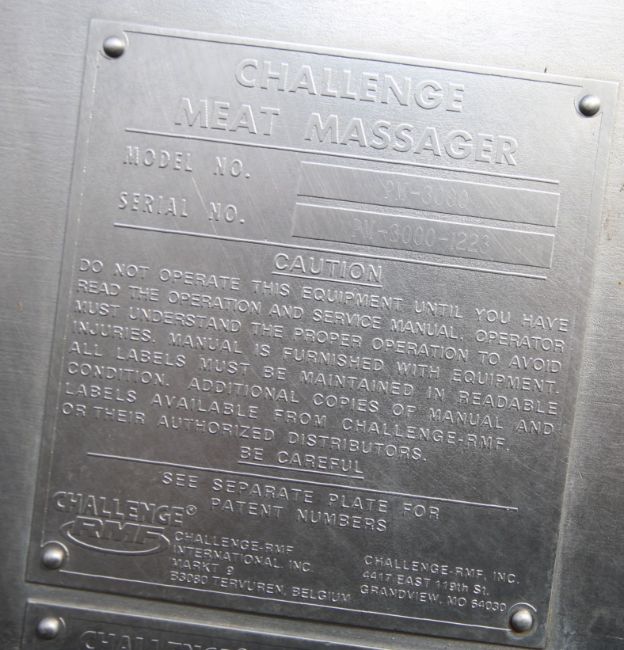 CHALLENGE
MEAT MASSAGER
MODEL NO.
SERIAL NO.
CAUTION
DO NOT OPERATE THIS EQUIPMENT UNTIL YOU HAVE
READ THE OPERATION AND SERVICE MANUAL. OPERATOR
MUST UNDERSTAND THE PROPER OPERATION TO AVOID
INJURIES. MANUAL IS FURNISHED WITH EQUIPMENT.
ALL LABELS MUST BE MAINTAINED IN READABLE
CONDITION. ADDITIONAL COPIES OF MANUAL AND
LABELS AVAILABLE FROM CHALLENGE-RMF,
OR THEIR AUTHORIZED DISTRIBUTORS.
BE CAREFUL
SEE SEPARATE PLATE FOR
PATENT NUMBERS
CHALLENGE®
RMF
CHALLENGE-RMF
INTERNATIONAL, INC.
MARKT 9
B3080 TERVUREN, BELGIUM
CHALLENGE-RMF, INC.
4417 EAST 119th St.
GRANDVIEW, MO 64030
CHALLENGE